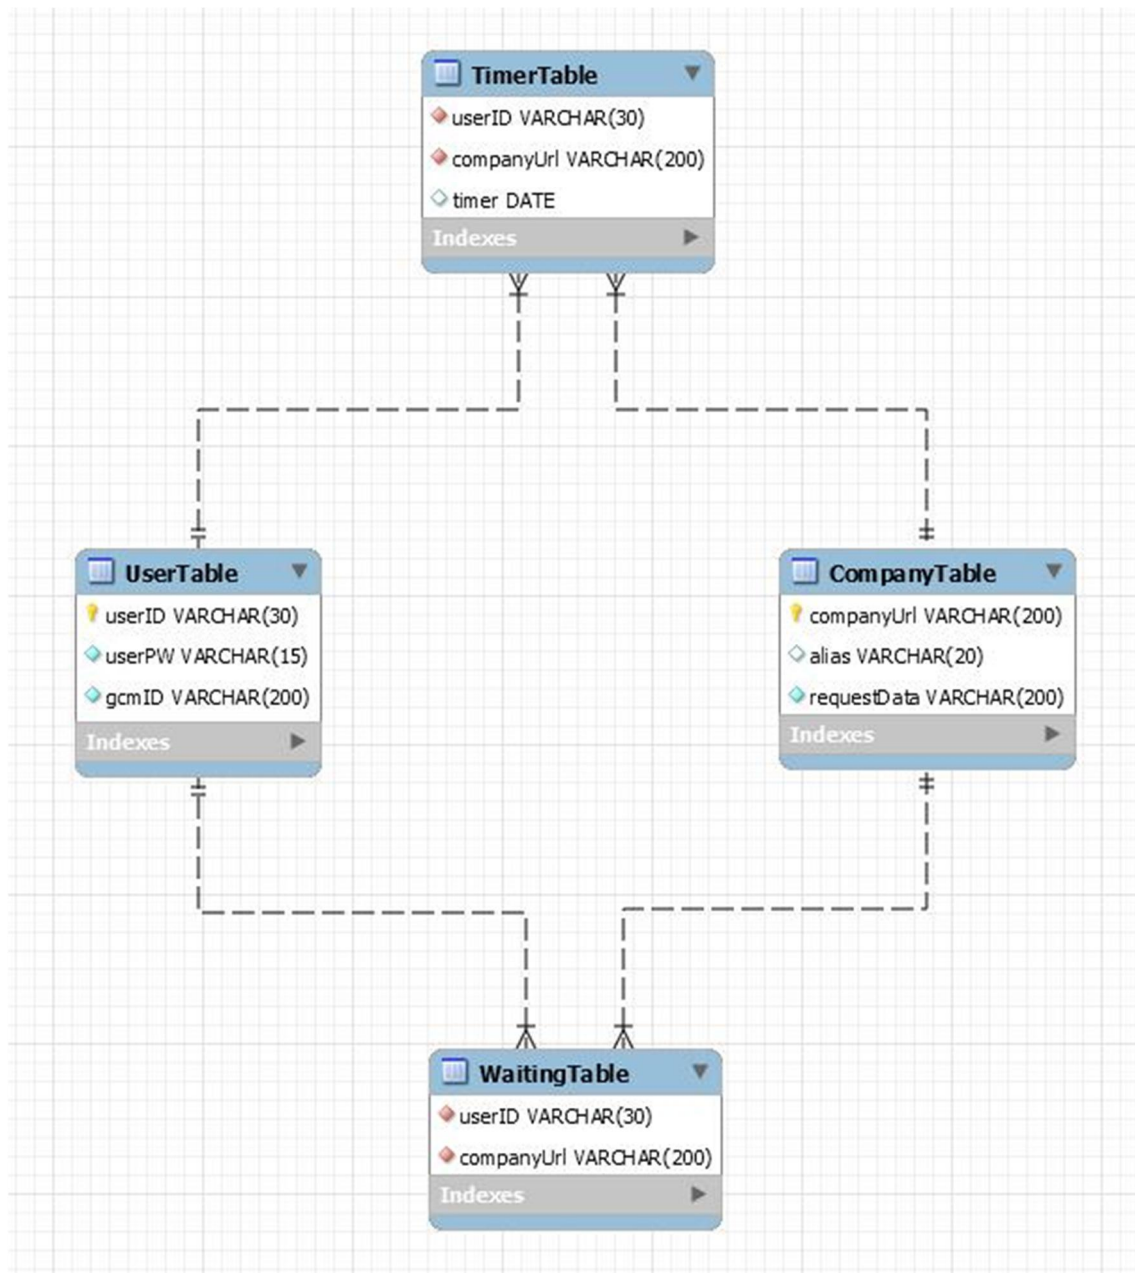 TimerTable
userID VARCHAR(30)
companyUrl VARCHAR(200)
timer DATE
Indexes
UserTable
userID VARCHAR(30)
userPW VARCHAR(15)
gcmID VARCHAR(200)
Indexes
CompanyTable
companyUrl VARCHAR(200)
alias VARCHAR(20)
requestData VARCHAR(200)
Indexes
WaitingTable
userID VARCHAR(30)
companyUrl VARCHAR(200)
Indexes